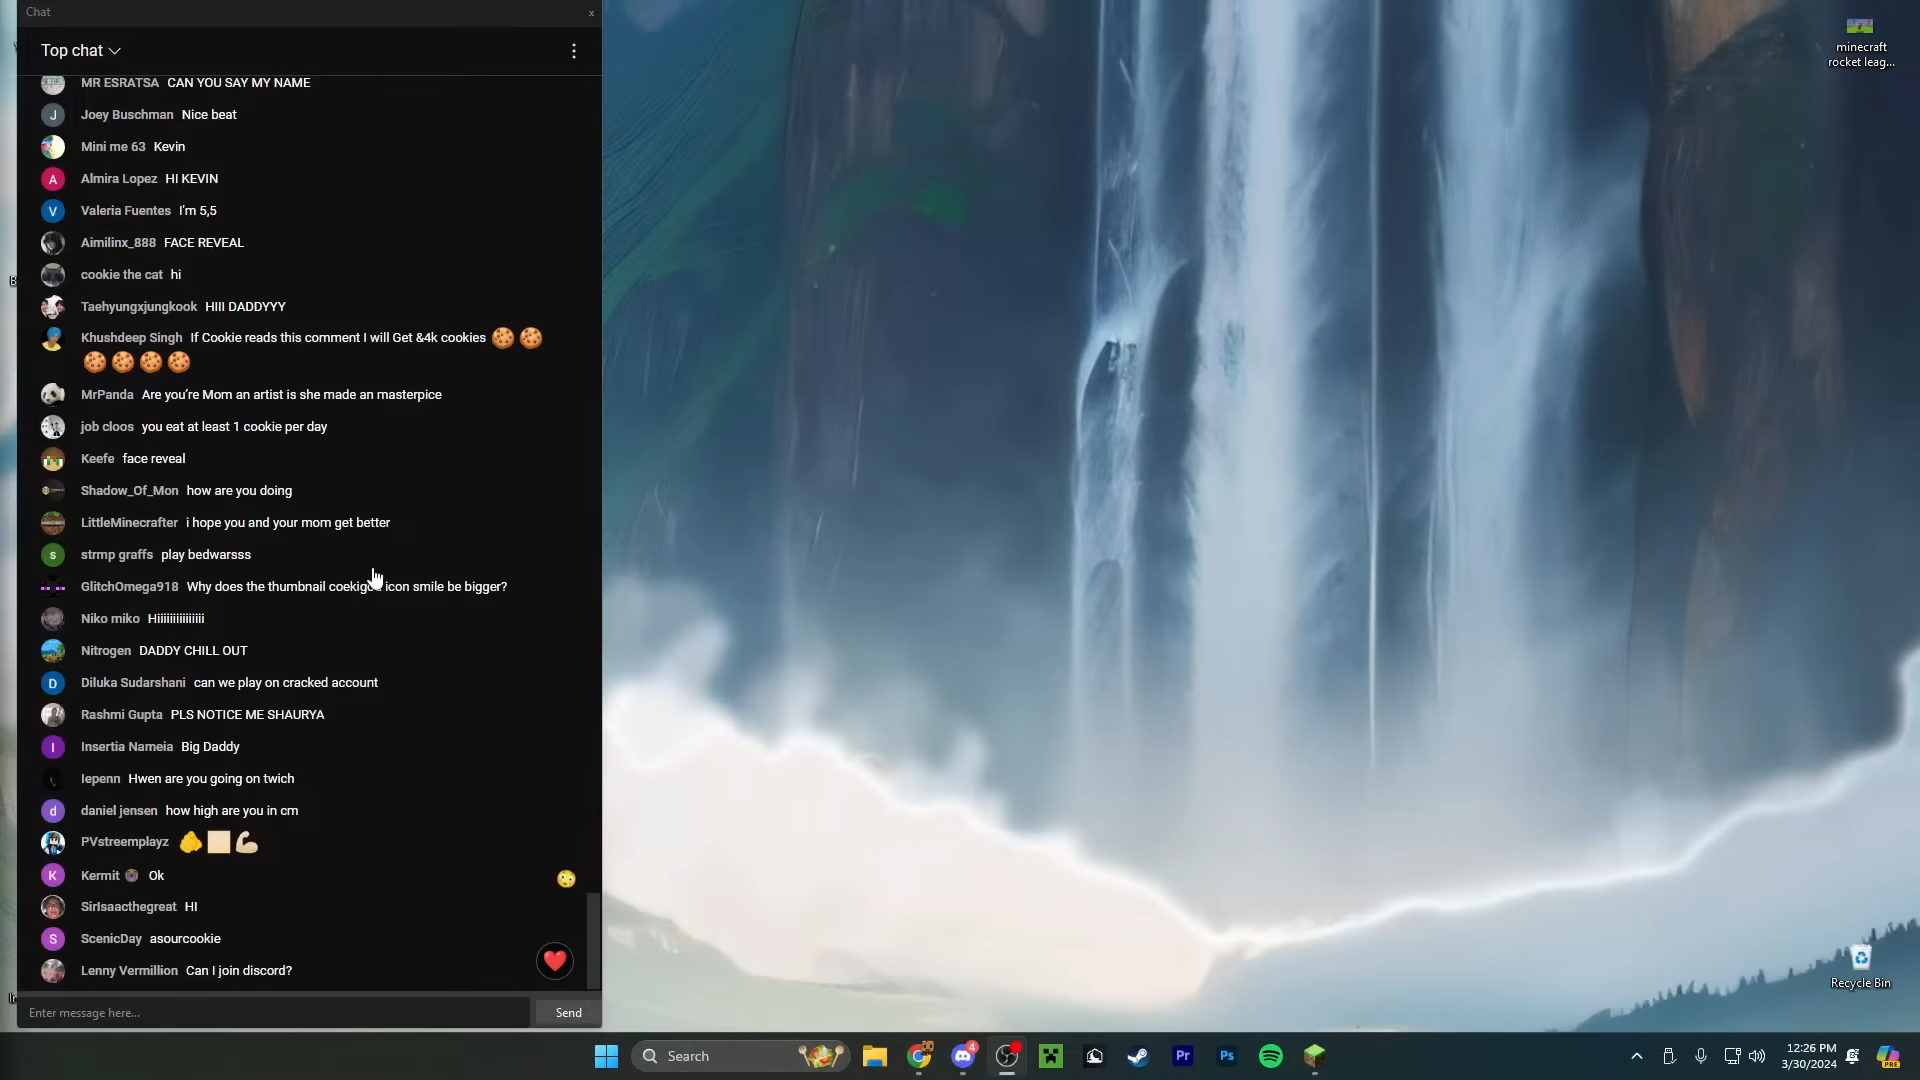 Chat
Top chat
MR ESRATSA CAN YOU SAY MY NAME
Joey Buschman Nice beat
Mini me 63 Kevin
Almira Lopez HI KEVIN
Valeria Fuentes I'm 5,5
Aimilinx_888 FACE REVEAL
cookie the cat hi
Taehyungxjungkook HIII DADDYYY
Khushdeep Singh If Cookie reads this comment I will Get &4k cookies 🍪 🍪
🍪 🍪 🍪 🍪
MrPanda Are you're Mom an artist is she made an masterpice
job cloos you eat at least 1 cookie per day
Keefe face reveal
Shadow_Of_Mon how are you doing
LittleMinecrafter i hope you and your mom get better
strmp graffs play bedwarsss
GlitchOmega918 Why does the thumbnail icon smile be bigger?
Niko miko Hiiiiiiiiiiiiiii
Nitrogen DADDY CHILL OUT
Diluka Sudarshani can we play on cracked account
Rashmi Gupta PLS NOTICE ME SHAURYA
Insertia Nameia Big Daddy
Iepenn Hwen are you going on twich
daniel jensen how high are you in cm
PVstreemplayz
Kermit Ok
SirIsaacthegreat HI
ScenicDay asourcookie
Lenny Vermillion Can I join discord?
Enter message here...
Send
minecraft
rocket leag...
Recycle Bin
Search
4
Pr
Ps
12:26 PM
3/30/2024
PRE